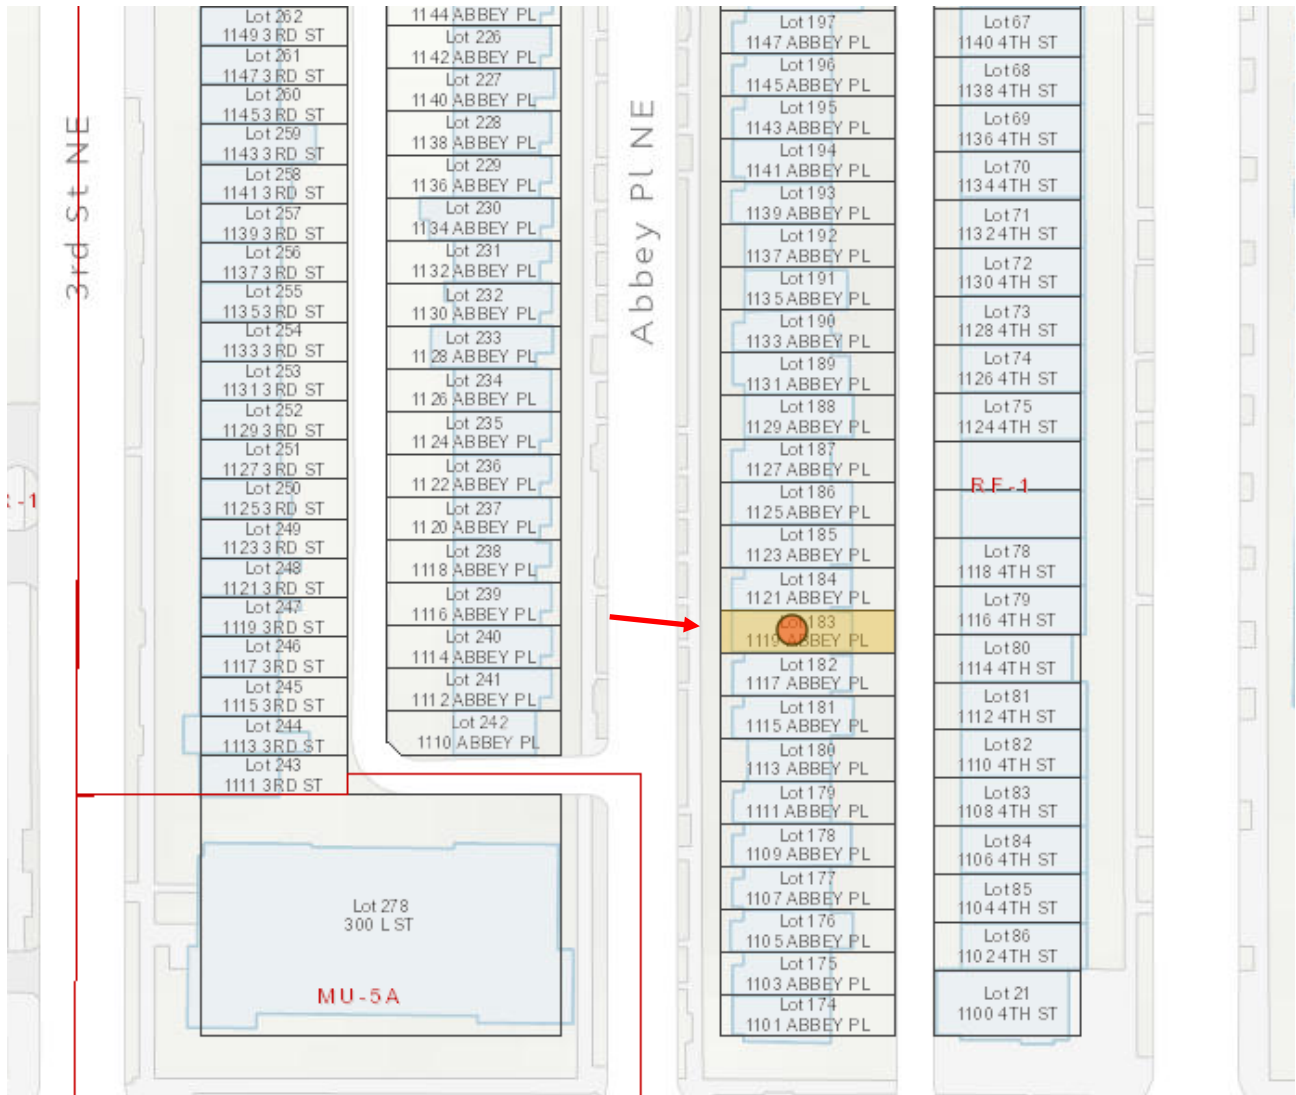 3rd St NE
Lot 262
1149 3RD ST
Lot 261
1147 3RD ST
Lot 260
1145 3RD ST
Lot 259
1143 3RD ST
Lot 258
1141 3RD ST
Lot 257
1139 3RD ST
Lot 256
1137 3RD ST
Lot 255
1135 3RD ST
Lot 254
1133 3RD ST
Lot 253
1131 3RD ST
Lot 252
1129 3RD ST
Lot 251
1127 3RD ST
Lot 250
1125 3RD ST
Lot 249
1123 3RD ST
Lot 248
1121 3RD ST
Lot 247
1119 3RD ST
Lot 246
1117 3RD ST
Lot 245
1115 3RD ST
Lot 244
1113 3RD ST
Lot 243
1111 3RD ST
Lot 278
300 L ST
MU-5A
1144 ABBEY PL
Lot 226
1142 ABBEY PL
Lot 227
1140 ABBEY PL
Lot 228
1138 ABBEY PL
Lot 229
1136 ABBEY PL
Lot 230
1134 ABBEY PL
Lot 231
1132 ABBEY PL
Lot 232
1130 ABBEY PL
Lot 233
1128 ABBEY PL
Lot 234
1126 ABBEY PL
Lot 235
1124 ABBEY PL
Lot 236
1122 ABBEY PL
Lot 237
1120 ABBEY PL
Lot 238
1118 ABBEY PL
Lot 239
1116 ABBEY PL
Lot 240
1114 ABBEY PL
Lot 241
1112 ABBEY PL
Lot 242
1110 ABBEY PL
Abbey Pl NE
Lot 197
1147 ABBEY PL
Lot 196
1145 ABBEY PL
Lot 195
1143 ABBEY PL
Lot 194
1141 ABBEY PL
Lot 193
1139 ABBEY PL
Lot 192
1137 ABBEY PL
Lot 191
1135 ABBEY PL
Lot 190
1133 ABBEY PL
Lot 189
1131 ABBEY PL
Lot 188
1129 ABBEY PL
Lot 187
1127 ABBEY PL
Lot 186
1125 ABBEY PL
Lot 185
1123 ABBEY PL
Lot 184
1121 ABBEY PL
Lot 183
1119 ABBEY PL
Lot 182
1117 ABBEY PL
Lot 181
1115 ABBEY PL
Lot 180
1113 ABBEY PL
Lot 179
1111 ABBEY PL
Lot 178
1109 ABBEY PL
Lot 177
1107 ABBEY PL
Lot 176
1105 ABBEY PL
Lot 175
1103 ABBEY PL
Lot 174
1101 ABBEY PL
Lot 67
1140 4TH ST
Lot 68
1138 4TH ST
Lot 69
1136 4TH ST
Lot 70
1134 4TH ST
Lot 71
1132 4TH ST
Lot 72
1130 4TH ST
Lot 73
1128 4TH ST
Lot 74
1126 4TH ST
Lot 75
1124 4TH ST
RF-1
Lot 78
1118 4TH ST
Lot 79
1116 4TH ST
Lot 80
1114 4TH ST
Lot 81
1112 4TH ST
Lot 82
1110 4TH ST
Lot 83
1108 4TH ST
Lot 84
1106 4TH ST
Lot 85
1104 4TH ST
Lot 86
1102 4TH ST
Lot 21
1100 4TH ST